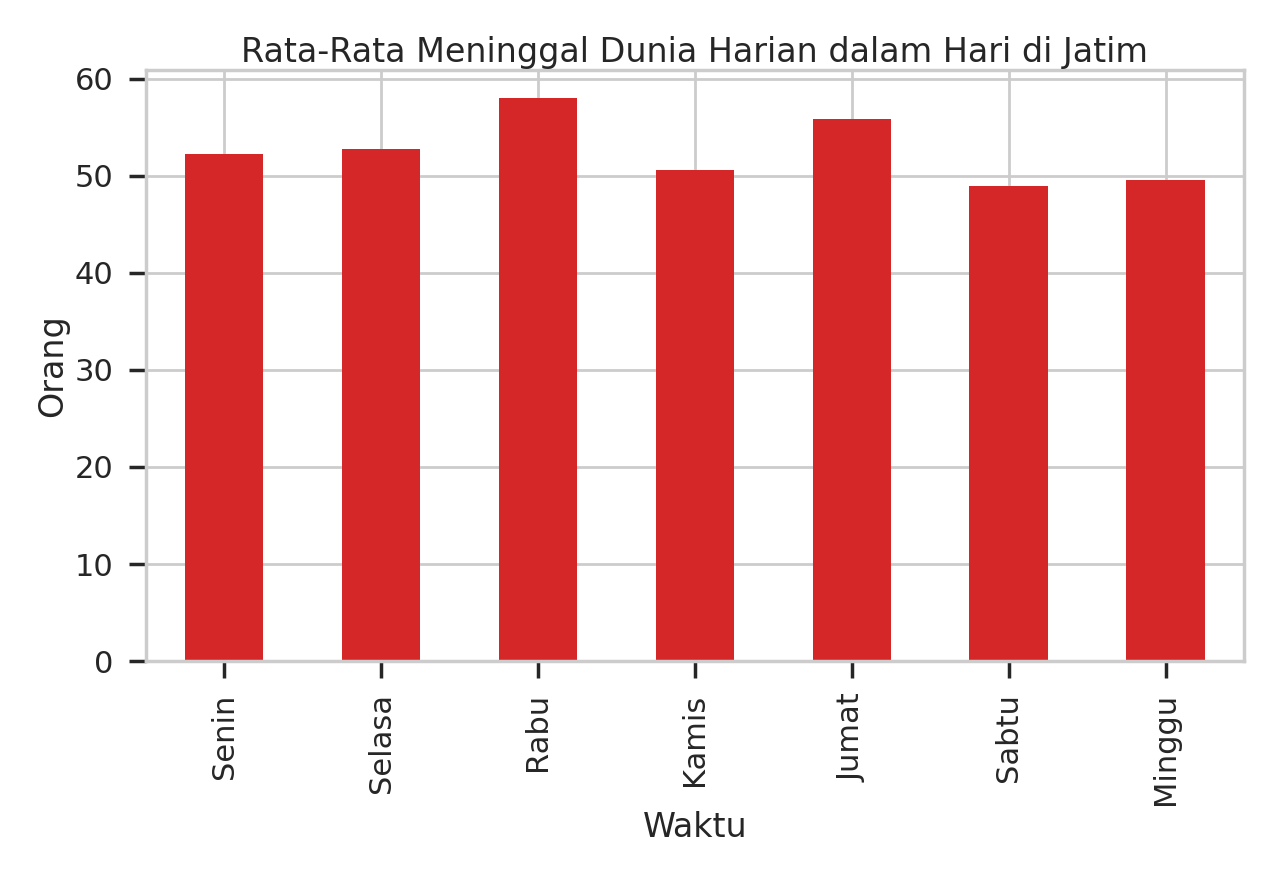 Rata-Rata Meninggal Dunia Harian dalam Hari di Jatim
60
50
40
30
20
10
0
Orang
Senin
Selasa
Rabu
Kamis
Jumat
Sabtu
Minggu
Waktu